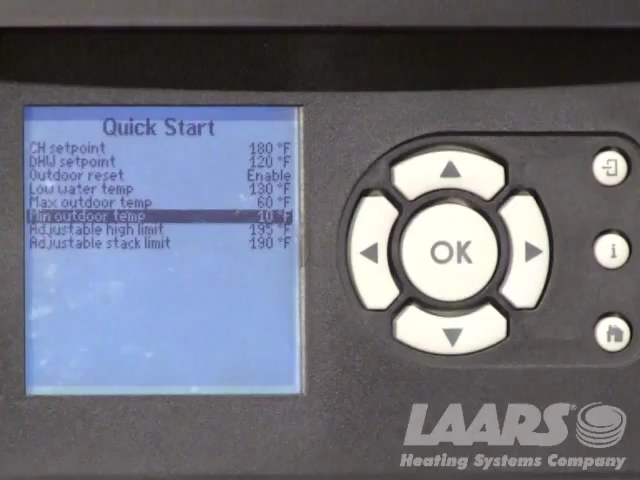 Quick Start
CH setpoint 180 °F
DHW setpoint 120 °F
Outdoor reset Enable
Low water temp 130 °F
Max outdoor temp 60 °F
Min outdoor temp 10 °F
Adjustable high limit 195 °F
Adjustable stack limit 190 °F
OK
i
LAARS®
Heating Systems Company